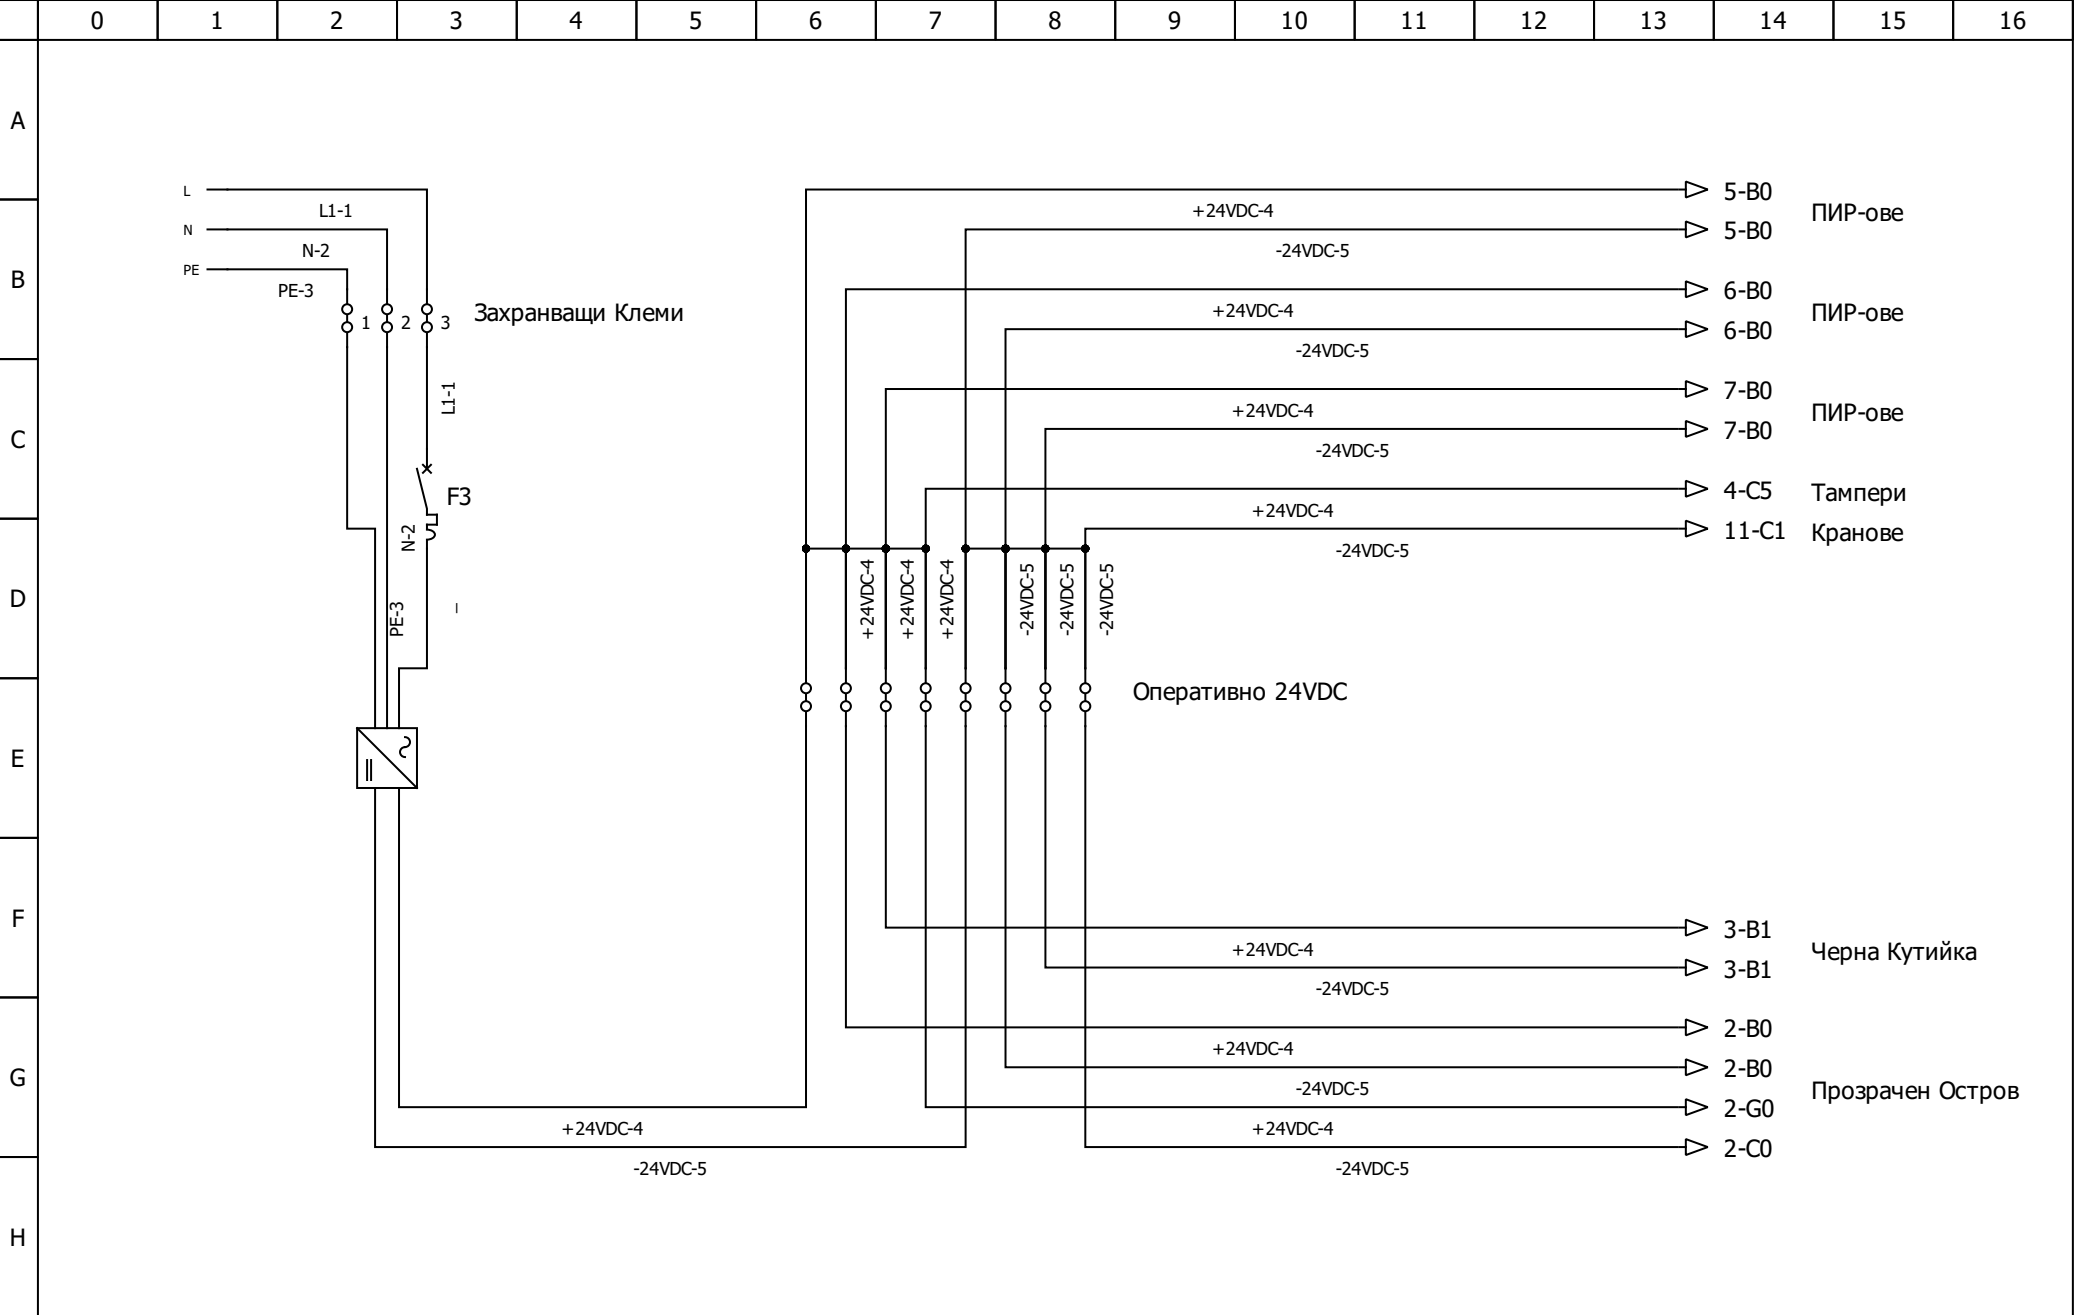 0 1 2 3 4 5 6 7 8 9 10 11 12 13 14 15 16
A
L
L1-1
+24VDC-4
5-B0
ПИР-ове
N
N-2
-24VDC-5
5-B0
B
PE
PE-3
6-B0
1 2 3
Захранващи Клеми
+24VDC-4
ПИР-ове
6-B0
-24VDC-5
L1-1
7-B0
+24VDC-4
ПИР-ове
C
7-B0
-24VDC-5
F3
4-C5
Тампери
+24VDC-4
N-2
11-C1
Кранове
-24VDC-5
D
PE-3
+24VDC-4
+24VDC-4
+24VDC-4
-24VDC-5
-24VDC-5
-24VDC-5
Оперативно 24VDC
E
F
3-B1
+24VDC-4
Черна Кутийка
3-B1
-24VDC-5
2-B0
+24VDC-4
G
2-B0
-24VDC-5
Прозрачен Остров
2-G0
+24VDC-4
+24VDC-4
2-C0
-24VDC-5
-24VDC-5
H